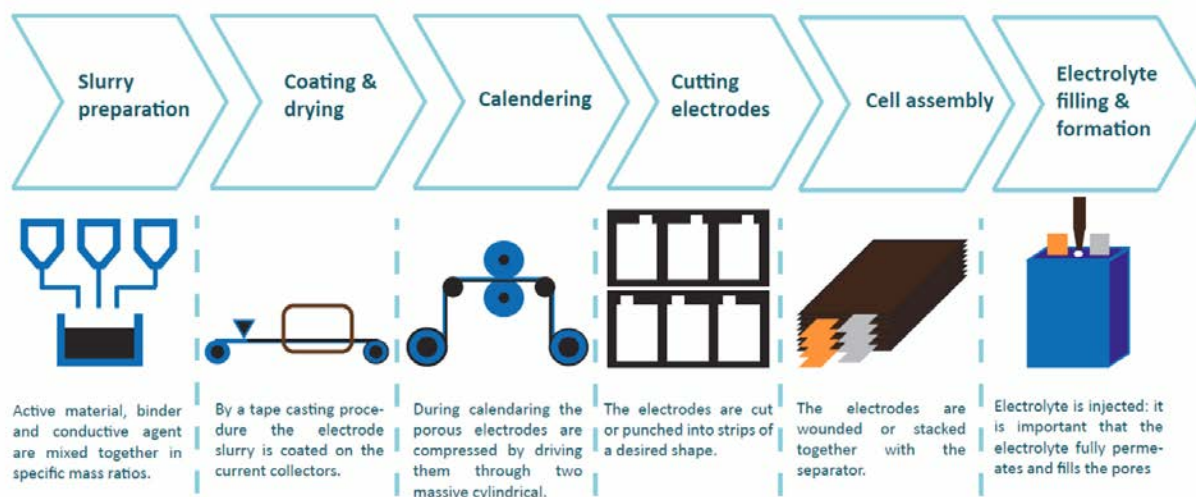 Slurry
preparation
Coating &
drying
Calendering
Cutting
electrodes
Cell assembly
Electrolyte
filling &
formation
Active material, binder
and conductive agent
are mixed together in
specific mass ratios.
By a tape casting proce-
dure the electrode
slurry is coated on the
current collectors.
During calendaring the
porous electrodes are
compressed by driving
them through two
massive cylindrical.
The electrodes are cut
or punched into strips of
a desired shape.
The electrodes are
wounded or stacked
together with the
separator.
Electrolyte is injected: it
is important that the
electrolyte fully perme-
ates and fills the pores